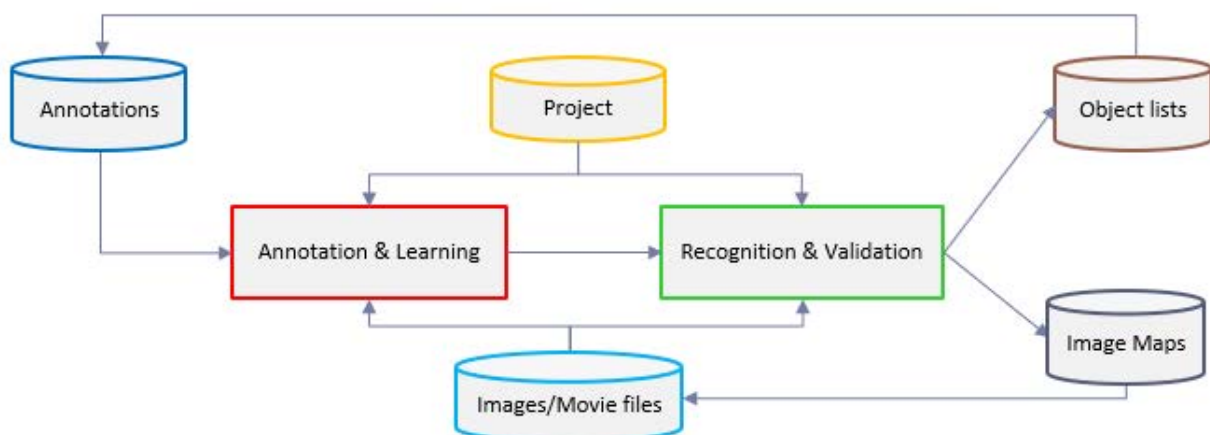 Annotations
Project
Object lists
Annotation & Learning
Recognition & Validation
Image Maps
Images/Movie files